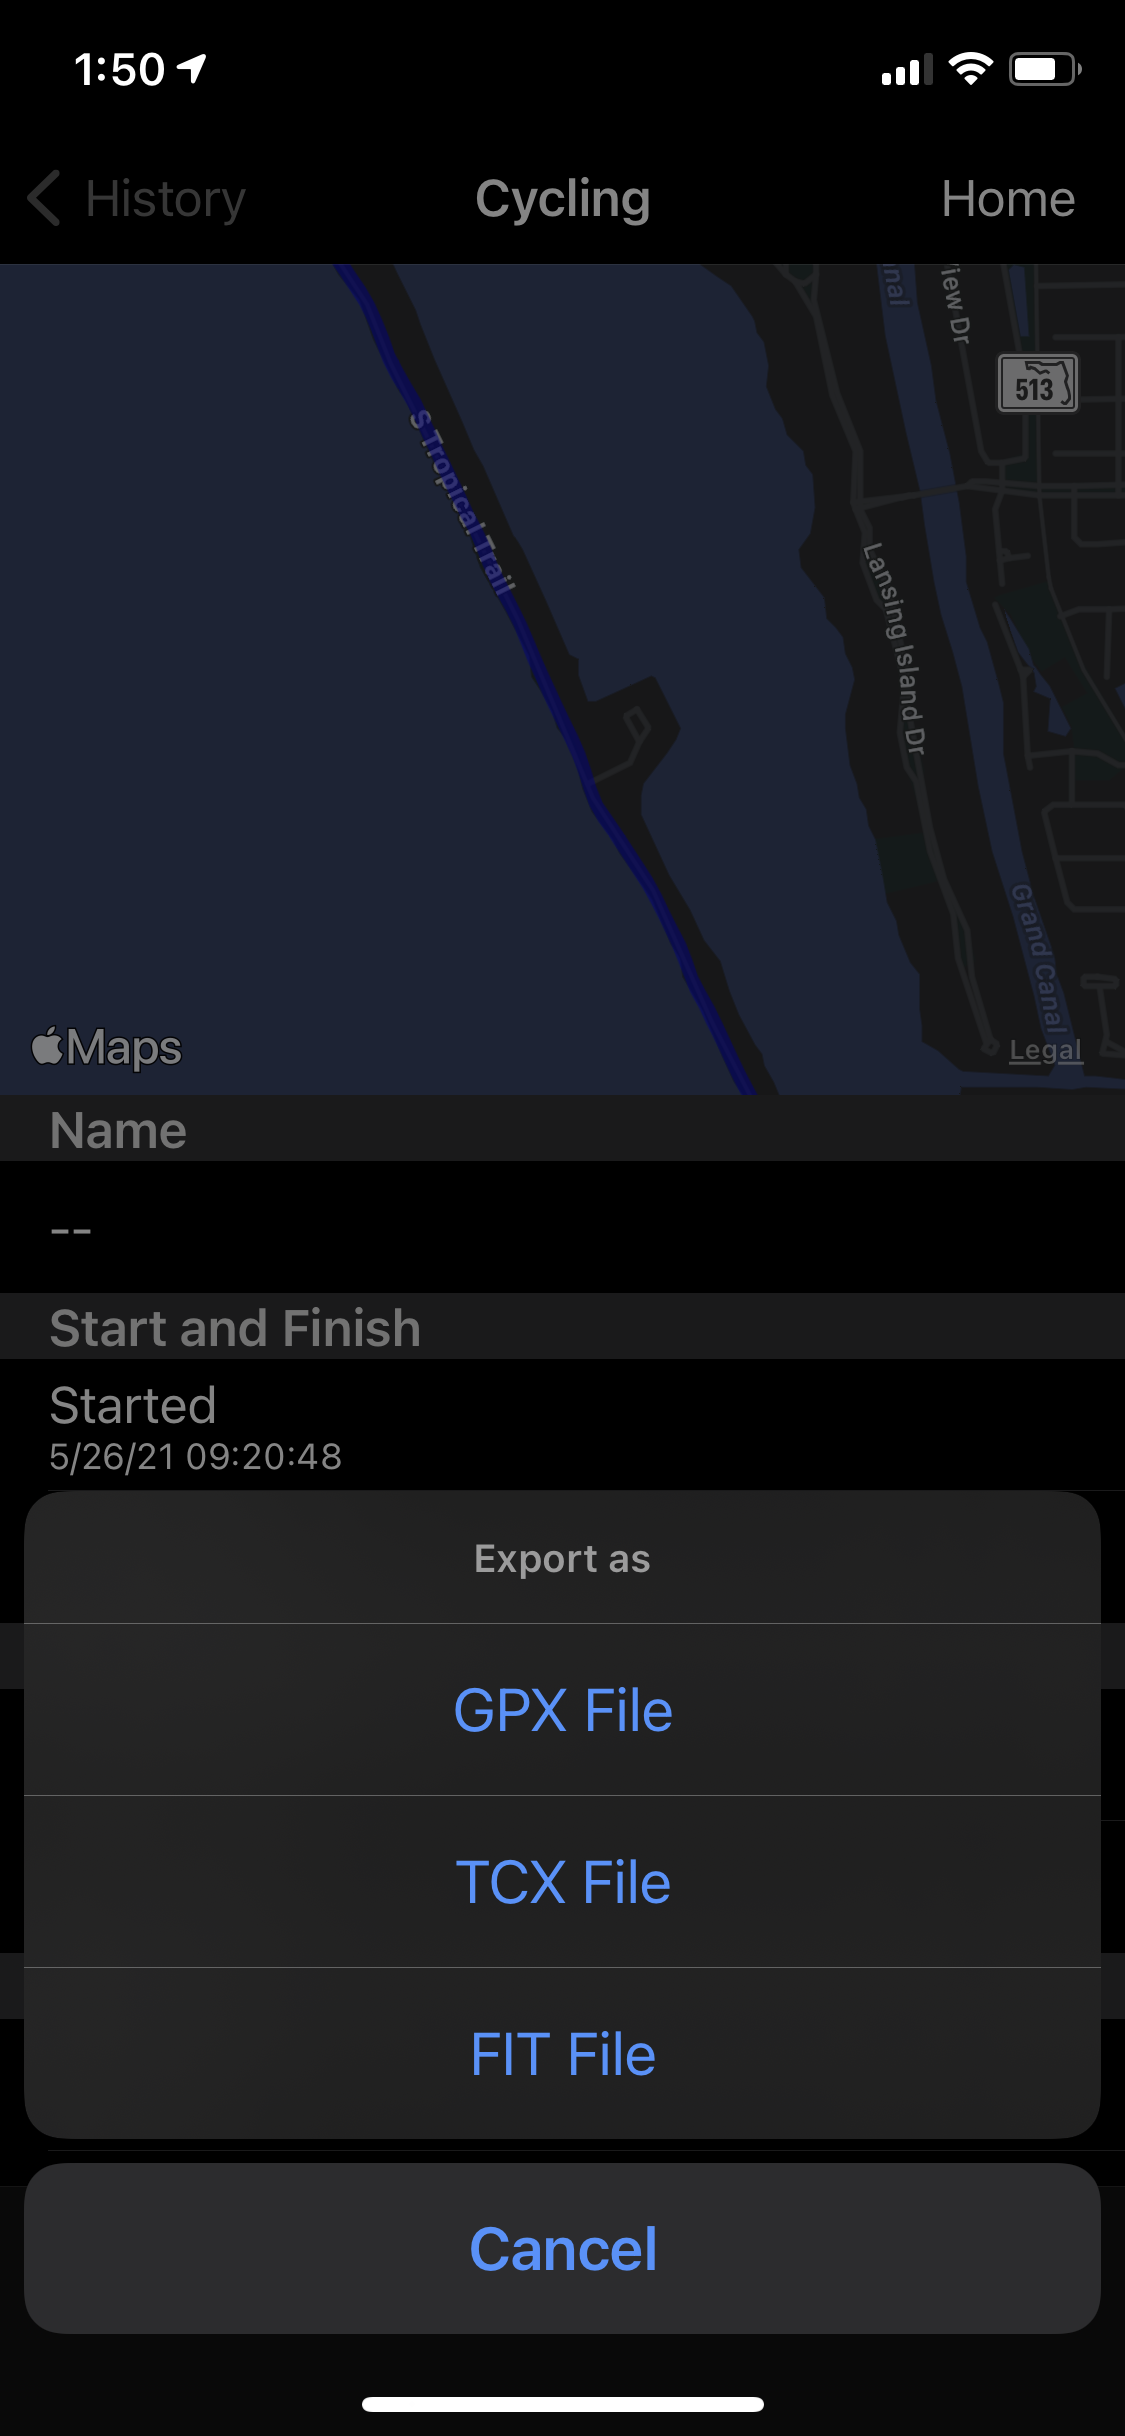 1:50
History
Cycling
Home
nal
iew Dr
513
S Tropical Trail
Lansing Island Dr
Grand Canal
Maps
Legal
Name
--
Start and Finish
Started
5/26/21 09:20:48
Export as
GPX File
TCX File
FIT File
Cancel